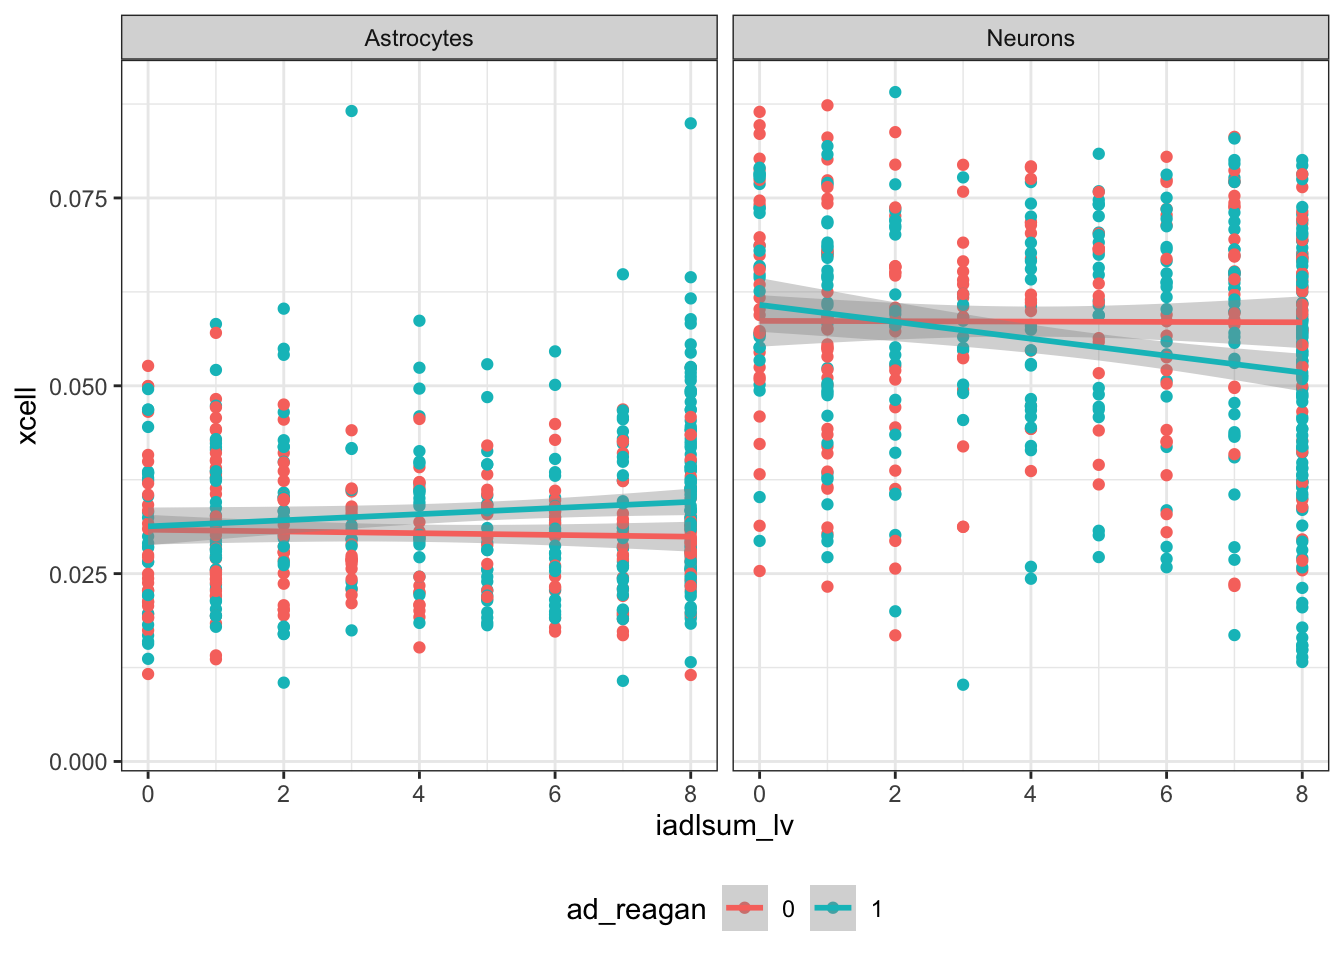 Astrocytes Neurons
xcell
0.075
0.050
0.025
0.000
0 2 4 6 8 0 2 4 6 8
iadlsum_lv
ad_reagan 0 1